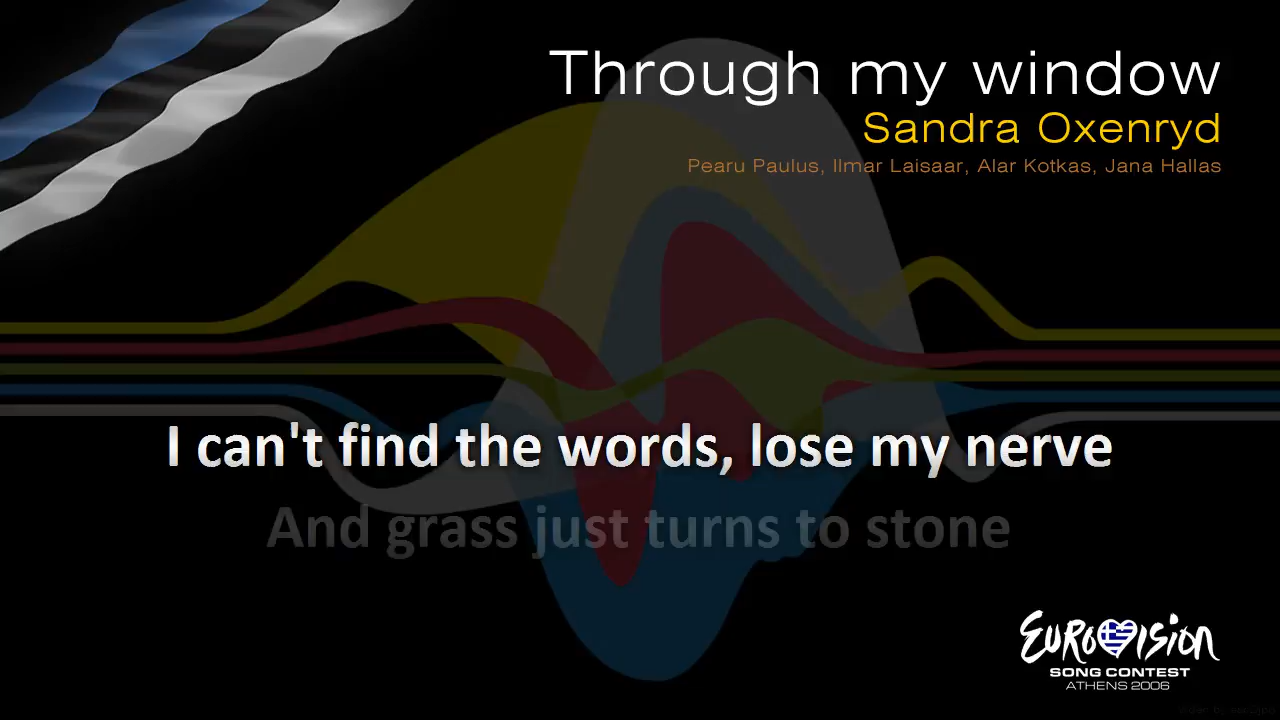 Through my window
Sandra Oxenryd
Pearu Paulus, Ilmar Laisaar, Alar Kotkas, Jana Hallas
I can't find the words, lose my nerve
And grass just turns to stone
EUROVISION
SONG CONTEST
ATHENS 2006